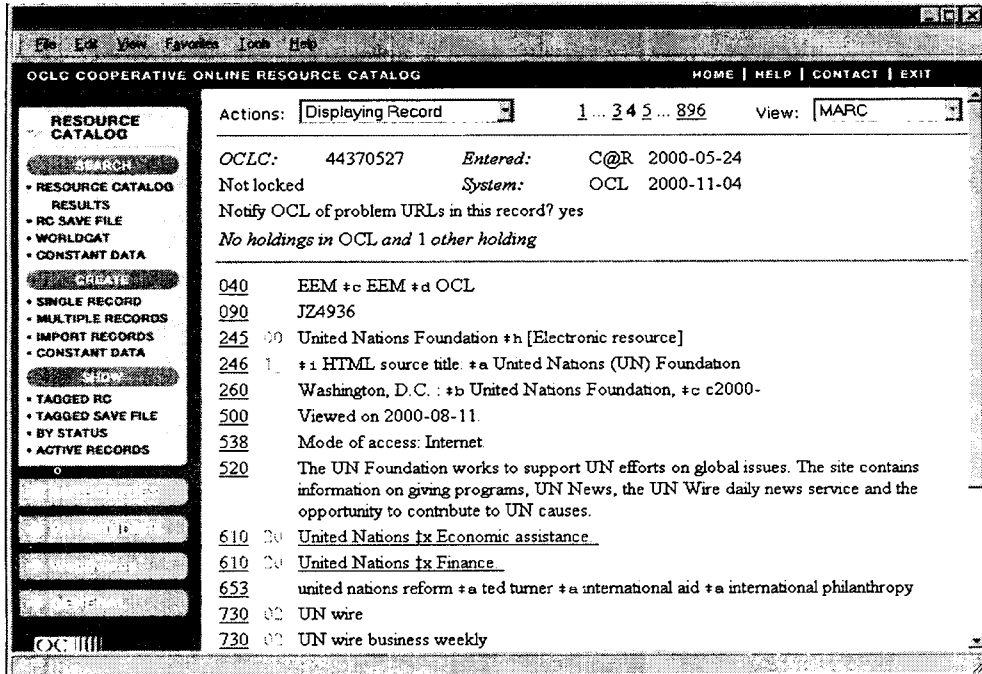 File Edit View Favorites Tools Help
OCLC COOPERATIVE ONLINE RESOURCE CATALOG HOME | HELP | CONTACT | EXIT
RESOURCE
CATALOG
SEARCH
• RESOURCE CATALOG
RESULTS
• RC SAVE FILE
• WORLDCAT
• CONSTANT DATA
CREATE
• SINGLE RECORD
• MULTIPLE RECORDS
• IMPORT RECORDS
• CONSTANT DATA
SHOW
• TAGGED RC
• TAGGED SAVE FILE
• BY STATUS
• ACTIVE RECORDS
OC
Actions: Displaying Record 1 ... 3 4 5 ... 896 View: MARC
OCLC: 44370527 Entered: C@R 2000-05-24
Not locked System: OCL 2000-11-04
Notify OCL of problem URLs in this record? yes
No holdings in OCL and 1 other holding
040 EEM ‡c EEM ‡d OCL
090 JZ4936
245 00 United Nations Foundation ‡h [Electronic resource]
246 1_ ‡i HTML source title. ‡a United Nations (UN) Foundation
260 Washington, D.C. : ‡b United Nations Foundation, ‡c c2000-
500 Viewed on 2000-08-11.
538 Mode of access: Internet.
520 The UN Foundation works to support UN efforts on global issues. The site contains
information on giving programs, UN News, the UN Wire daily news service and the
opportunity to contribute to UN causes.
610 20 United Nations ‡x Economic assistance.
610 20 United Nations ‡x Finance.
653 united nations reform ‡a ted turner ‡a international aid ‡a international philanthropy
730 02 UN wire
730 02 UN wire business weekly